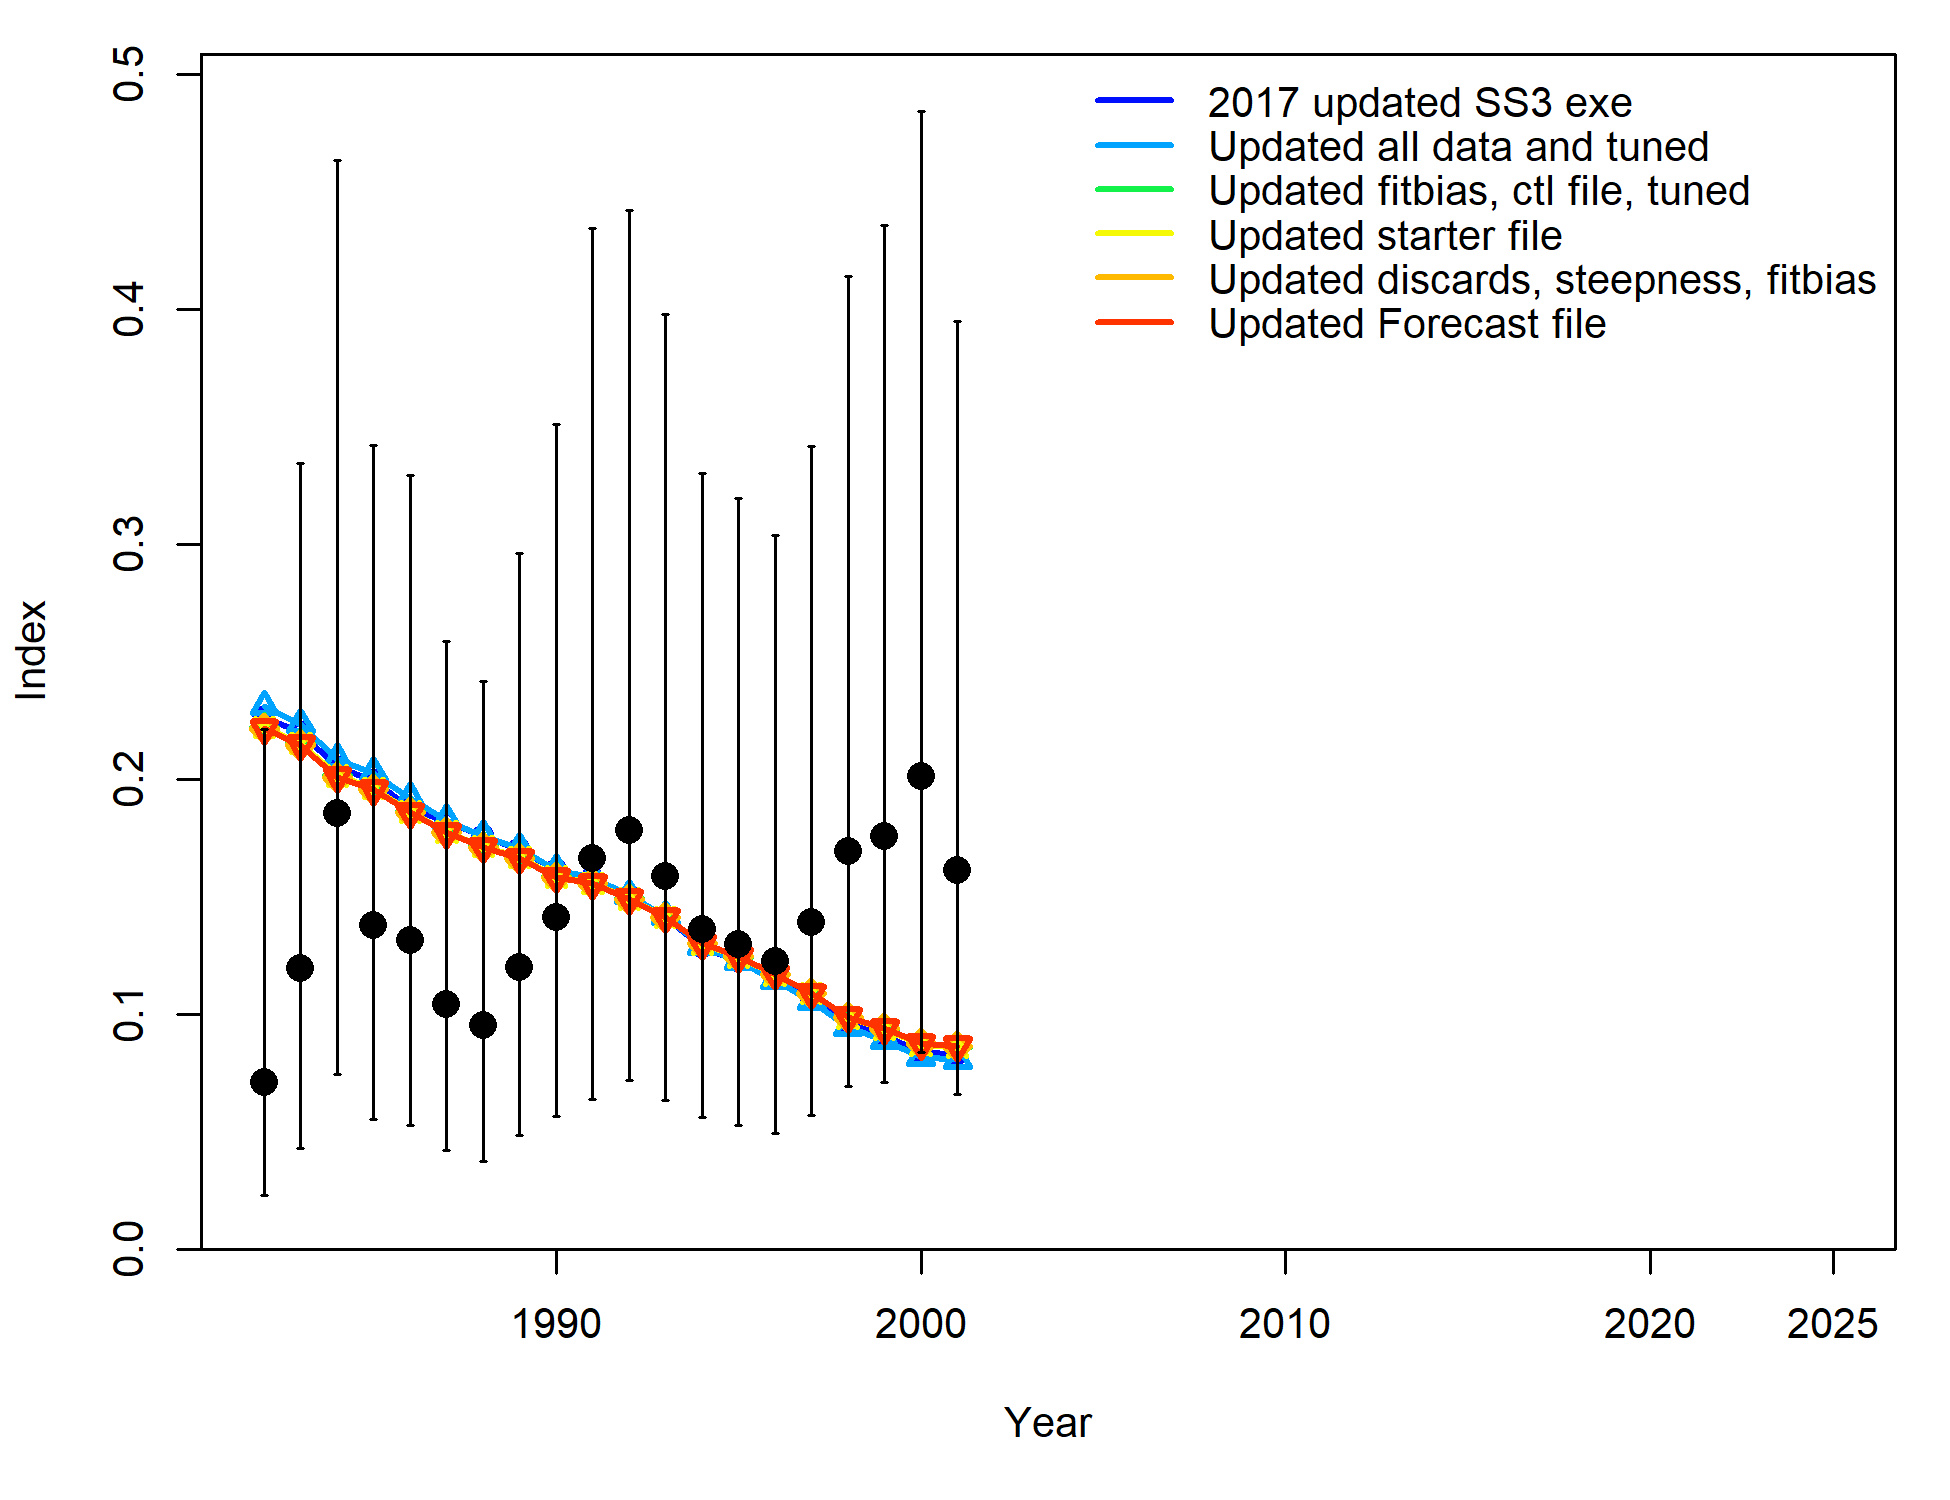 0.5
0.4
0.3
0.2
0.1
0.0
Index
2017 updated SS3 exe
Updated all data and tuned
Updated fitbias, ctl file, tuned
Updated starter file
Updated discards, steepness, fitbias
Updated Forecast file
1990 2000 2010 2020 2025
Year